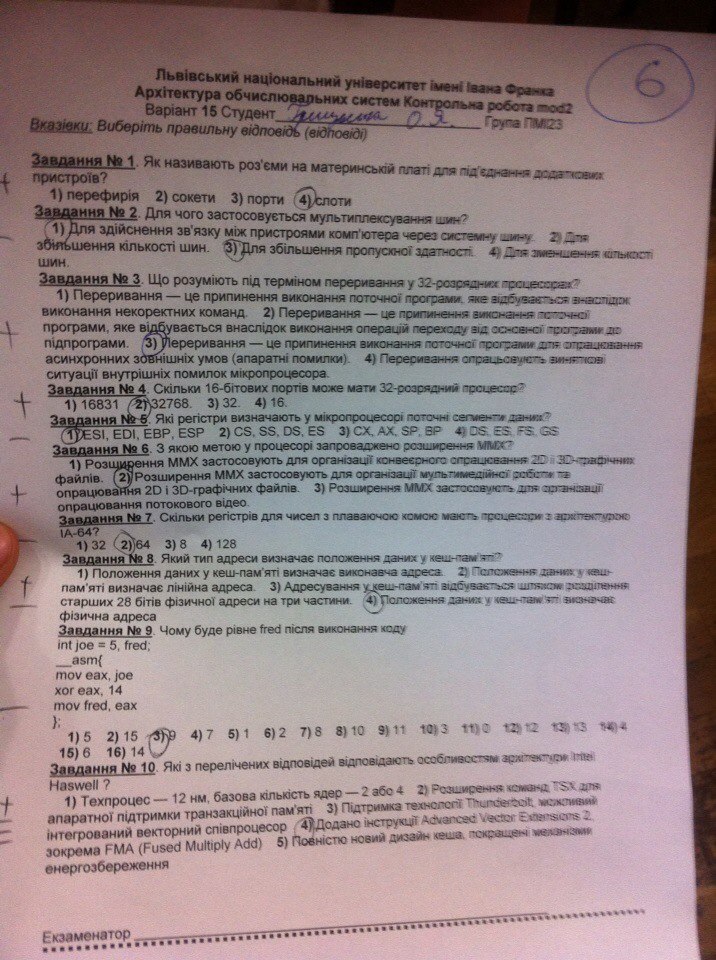 6
Львівський національний університет імені Івана Франка
Архітектура обчислювальних систем Контрольна робота mod2
Варіант 15 Студент О. Я. Група ПМІ23
Вказівки: Виберіть правильну відповідь (відповіді)
+ Завдання № 1. Як називають роз'єми на материнській платі для під'єднання додаткових
пристроїв?
1) перефирія 2) сокети 3) порти 4) слоти
Завдання № 2. Для чого застосовується мультиплексування шин?
– 1) Для здійснення зв'язку між пристроями комп'ютера через системну шину. 2) Для
збільшення кількості шин. 3) Для збільшення пропускної здатності. 4) Для зменшення кількості
шин.
Завдання № 3. Що розуміють під терміном переривання у 32-розрядних процесорах?
1) Переривання — це припинення виконання поточної програми, яке відбувається внаслідок
виконання некоректних команд. 2) Переривання — це припинення виконання поточної
+ програми, яке відбувається внаслідок виконання операцій переходу від основної програми до
підпрограми. 3) Переривання — це припинення виконання поточної програми для опрацювання
асинхронних зовнішніх умов (апаратні помилки). 4) Переривання опрацьовують виняткові
ситуації внутрішніх помилок мікропроцесора.
Завдання № 4. Скільки 16-бітових портів може мати 32-розрядний процесор?
+ 1) 16831 2) 32768. 3) 32. 4) 16.
Завдання № 5. Які регістри визначають у мікропроцесорі поточні сегменти даних?
– 1) ESI, EDI, EBP, ESP 2) CS, SS, DS, ES 3) CX, AX, SP, BP 4) DS, ES, FS, GS
Завдання № 6. З якою метою у процесорі запроваджено розширення MMX?
1) Розширення MMX застосовують для організації конвеєрного опрацювання 2D і 3D-графічних
файлів. 2) Розширення MMX застосовують для організації мультимедійної роботи та
+ опрацювання 2D і 3D-графічних файлів. 3) Розширення MMX застосовують для організації
опрацювання потокового відео.
Завдання № 7. Скільки регістрів для чисел з плаваючою комою мають процесори з архітектурою
– IA-64?
1) 32 2) 64 3) 8 4) 128
Завдання № 8. Який тип адреси визначає положення даних у кеш-пам'яті?
1) Положення даних у кеш-пам'яті визначає виконавча адреса. 2) Положення даних у кеш-
+ пам'яті визначає лінійна адреса. 3) Адресування у кеш-пам'яті відбувається шляхом розділення
старших 28 бітів фізичної адреси на три частини. 4) Положення даних у кеш-пам'яті визначає
фізична адреса
Завдання № 9. Чому буде рівне fred після виконання коду
int joe = 5, fred;
__asm{
mov eax, joe
xor eax, 14
– mov fred, eax
};
1) 5 2) 15 3) 9 4) 7 5) 1 6) 2 7) 8 8) 10 9) 11 10) 3 11) 0 12) 12 13) 13 14) 4
15) 6 16) 14
Завдання № 10. Які з перелічених відповідей відповідають особливостям архітектури Intel
Haswell ?
+ 1) Техпроцес — 12 нм, базова кількість ядер — 2 або 4 2) Розширення команд TSX для
апаратної підтримки транзакційної пам'яті 3) Підтримка технології Thunderbolt, можливий
інтегрований векторний співпроцесор 4) Додано інструкції Advanced Vector Extensions 2,
зокрема FMA (Fused Multiply Add) 5) Повністю новий дизайн кеша, покращені механізми
енергозбереження
Екзаменатор